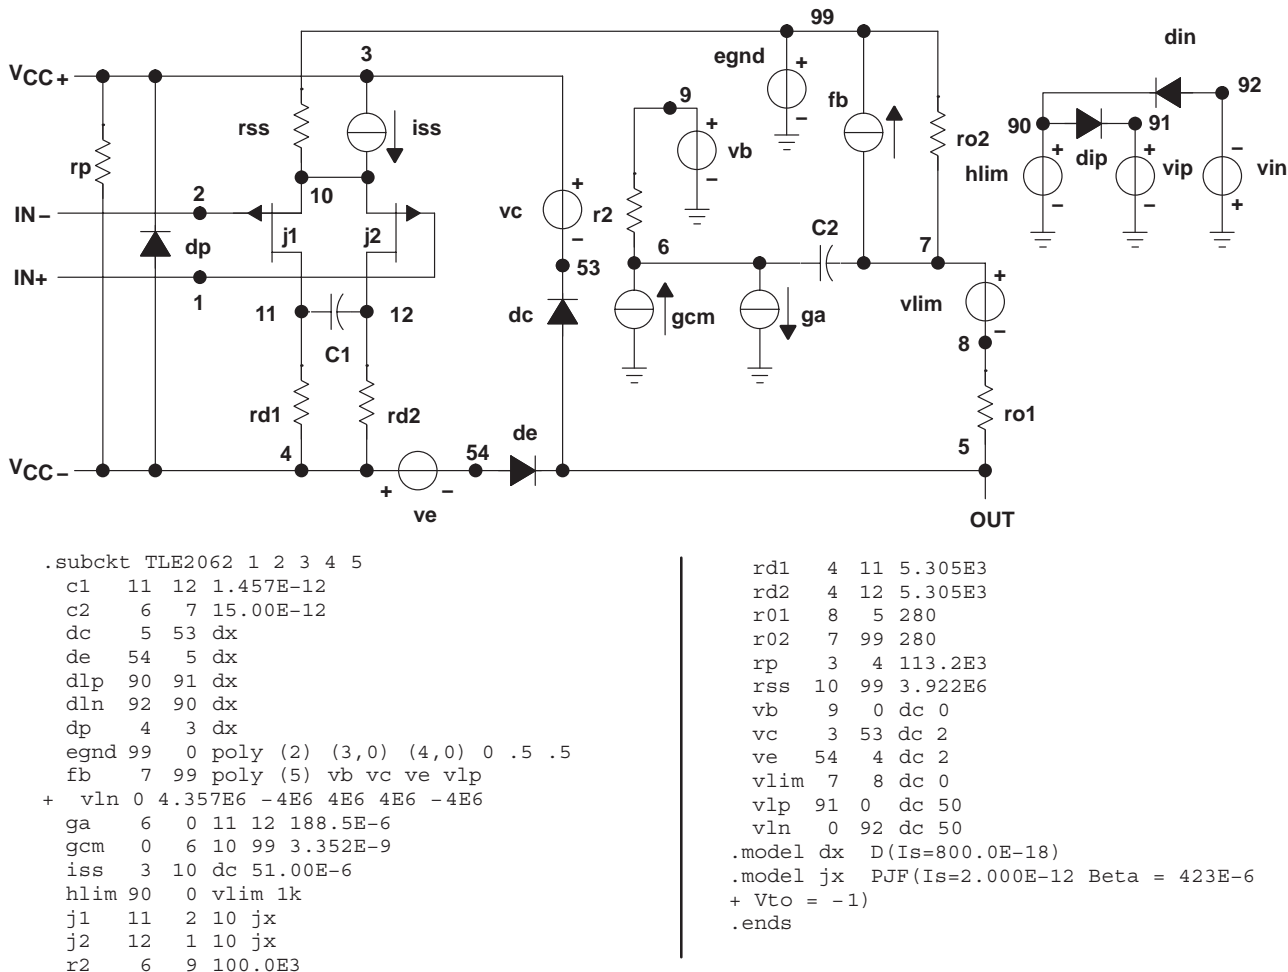 99
din
3
egnd
+
VCC+
92
9
fb
rss
iss
+
ro2
90
91
vb
rp
dip
+
+
-
hlim
vip
vin
10
2
-
+
r2
IN-
vc
C2
j1
j2
-
6
7
dp
53
IN+
1
+
11
12
vlim
dc
gcm
ga
-
C1
8
rd1
rd2
ro1
de
4
54
5
VCC-
+
-
ve
OUT
.subckt TLE2062 1 2 3 4 5
c1 11 12 1.457E-12
c2 6 7 15.00E-12
dc 5 53 dx
de 54 5 dx
dlp 90 91 dx
dln 92 90 dx
dp 4 3 dx
egnd 99 0 poly (2) (3,0) (4,0) 0 .5 .5
fb 7 99 poly (5) vb vc ve vlp
+ vln 0 4.357E6 -4E6 4E6 4E6 -4E6
ga 6 0 11 12 188.5E-6
gcm 0 6 10 99 3.352E-9
iss 3 10 dc 51.00E-6
hlim 90 0 vlim 1k
j1 11 2 10 jx
j2 12 1 10 jx
r2 6 9 100.0E3
rd1 4 11 5.305E3
rd2 4 12 5.305E3
r01 8 5 280
r02 7 99 280
rp 3 4 113.2E3
rss 10 99 3.922E6
vb 9 0 dc 0
vc 3 53 dc 2
ve 54 4 dc 2
vlim 7 8 dc 0
vlp 91 0 dc 50
vln 0 92 dc 50
.model dx D(Is=800.0E-18)
.model jx PJF(Is=2.000E-12 Beta = 423E-6
+ Vto = -1)
.ends